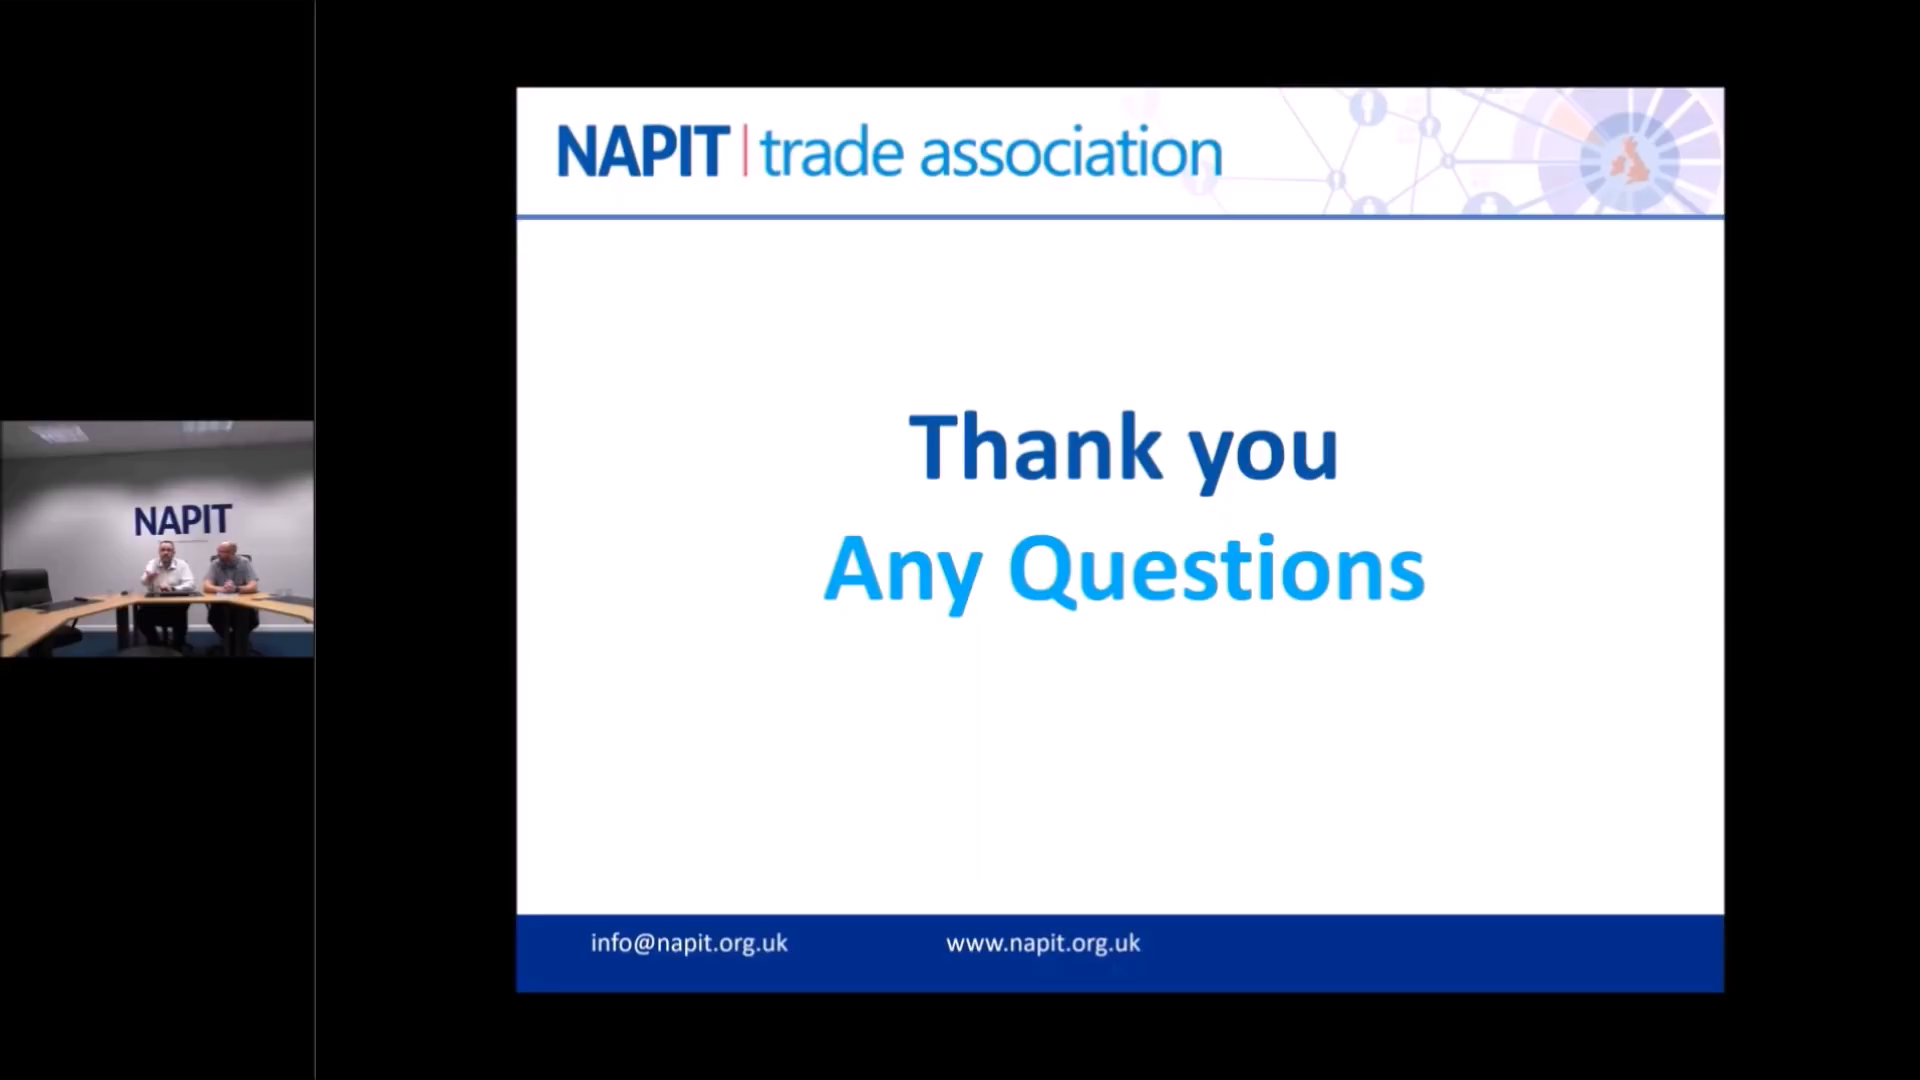 NAPIT | trade association
Thank you
Any Questions
NAPIT
info@napit.org.uk www.napit.org.uk